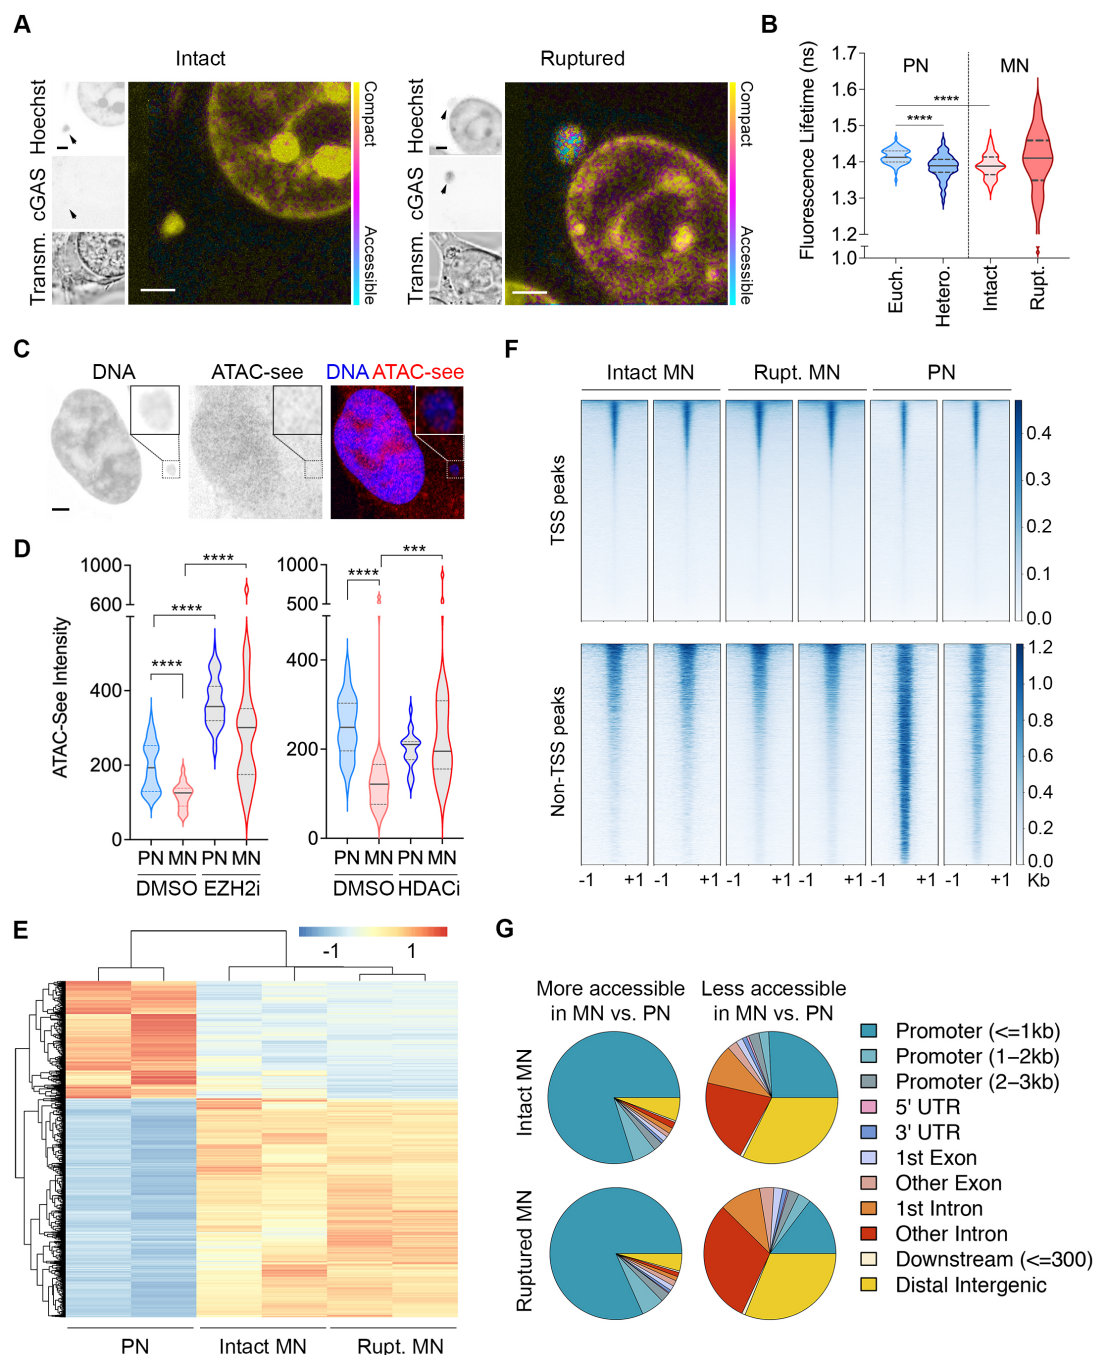 A
Intact
Ruptured
Hoechst
cGAS
Transm.
Compact
Accessible
Hoechst
cGAS
Transm.
Compact
Accessible
B
Fluorescence Lifetime (ns)
1.7
1.6
1.5
1.4
1.3
1.2
1.0
PN
MN
****
****
Euch.
Hetero.
Intact
Rupt.
C
DNA
ATAC-see
DNA ATAC-see
D
ATAC-See Intensity
1000
600
400
200
0
****
****
****
PN MN PN MN
DMSO EZH2i
1000
500
400
200
0
****
***
PN MN PN MN
DMSO HDACi
E
-1 1
PN Intact MN Rupt. MN
F
Intact MN Rupt. MN PN
TSS peaks
0.4
0.3
0.2
0.1
0.0
Non-TSS peaks
1.2
1.0
0.8
0.6
0.4
0.2
0.0
-1 +1 -1 +1 -1 +1 -1 +1 -1 +1 -1 +1 Kb
G
More accessible
in MN vs. PN
Less accessible
in MN vs. PN
Intact MN
Ruptured MN
Promoter (<=1kb)
Promoter (1–2kb)
Promoter (2–3kb)
5' UTR
3' UTR
1st Exon
Other Exon
1st Intron
Other Intron
Downstream (<=300)
Distal Intergenic